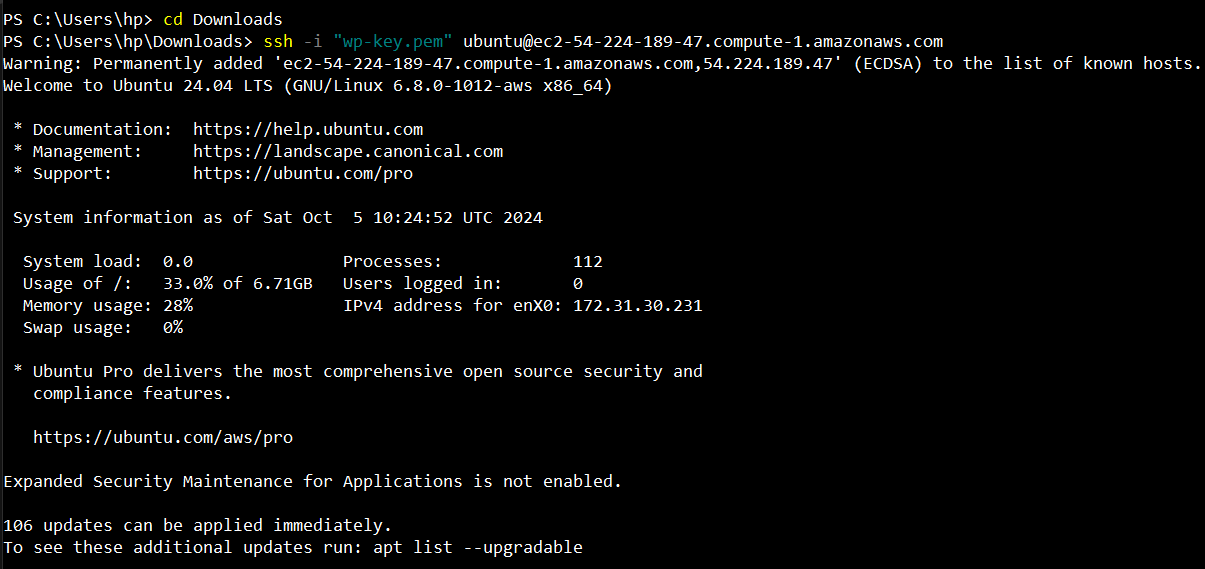 PS C:\Users\hp> cd Downloads
PS C:\Users\hp\Downloads> ssh -i "wp-key.pem" ubuntu@ec2-54-224-189-47.compute-1.amazonaws.com
Warning: Permanently added 'ec2-54-224-189-47.compute-1.amazonaws.com,54.224.189.47' (ECDSA) to the list of known hosts.
Welcome to Ubuntu 24.04 LTS (GNU/Linux 6.8.0-1012-aws x86_64)

 * Documentation:  https://help.ubuntu.com
 * Management:     https://landscape.canonical.com
 * Support:        https://ubuntu.com/pro

 System information as of Sat Oct  5 10:24:52 UTC 2024

  System load:  0.0               Processes:             112
  Usage of /:   33.0% of 6.71GB   Users logged in:       0
  Memory usage: 28%               IPv4 address for enX0: 172.31.30.231
  Swap usage:   0%

 * Ubuntu Pro delivers the most comprehensive open source security and
   compliance features.

   https://ubuntu.com/aws/pro

Expanded Security Maintenance for Applications is not enabled.

106 updates can be applied immediately.
To see these additional updates run: apt list --upgradable